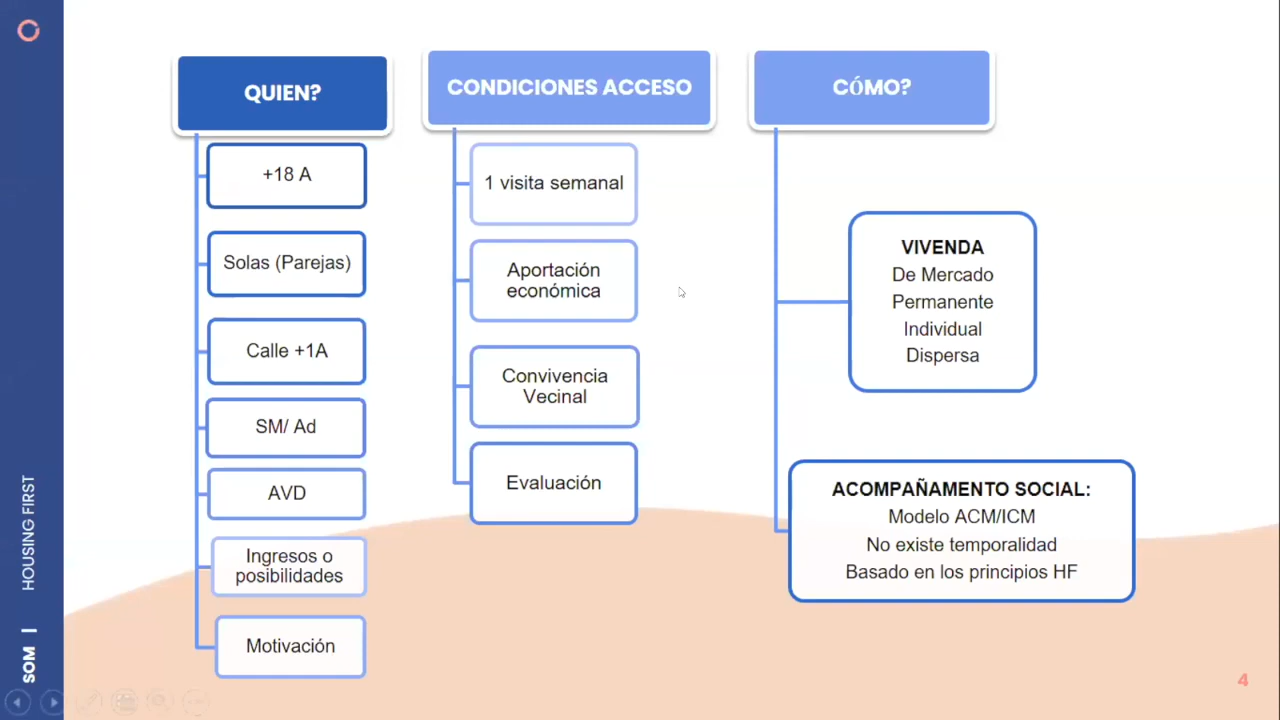 QUIEN?
+18 A
Solas (Parejas)
Calle +1A
SM/ Ad
AVD
Ingresos o
posibilidades
Motivación
CONDICIONES ACCESO
1 visita semanal
Aportación
económica
Convivencia
Vecinal
Evaluación
CÓMO?
VIVENDA
De Mercado
Permanente
Individual
Dispersa
ACOMPAÑAMENTO SOCIAL:
Modelo ACM/ICM
No existe temporalidad
Basado en los principios HF
SOM | HOUSING FIRST
4